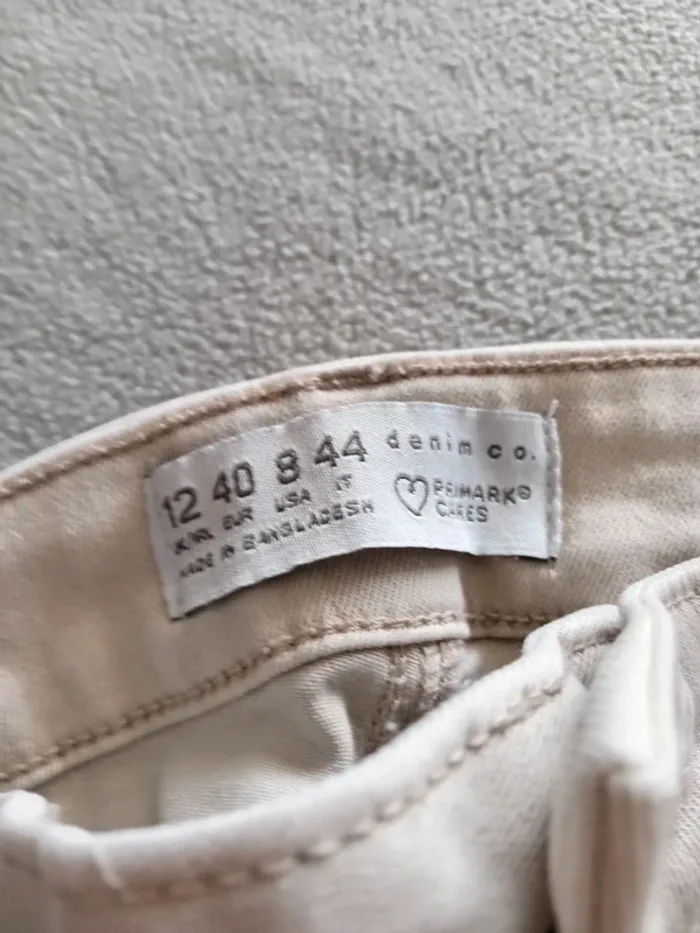 12 40 8 44
UK/IRL EUR USA IT
MADE IN BANGLADESH
denim co.
PRIMARK®
CARES